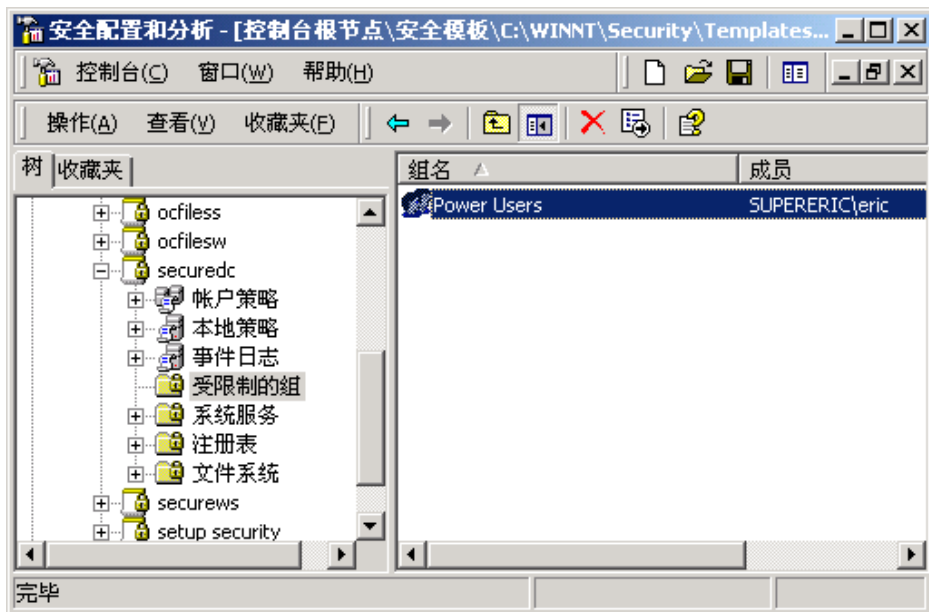 安全配置和分析 - [控制台根节点\安全模板\C:\WINNT\Security\Templates...
控制台(C) 窗口(W) 帮助(H)
操作(A) 查看(V) 收藏夹(F)
树 收藏夹
组名 成员
Power Users SUPERERIC\eric
ocfiless
ocfilesw
securedc
帐户策略
本地策略
事件日志
受限制的组
系统服务
注册表
文件系统
securews
setup security
完毕